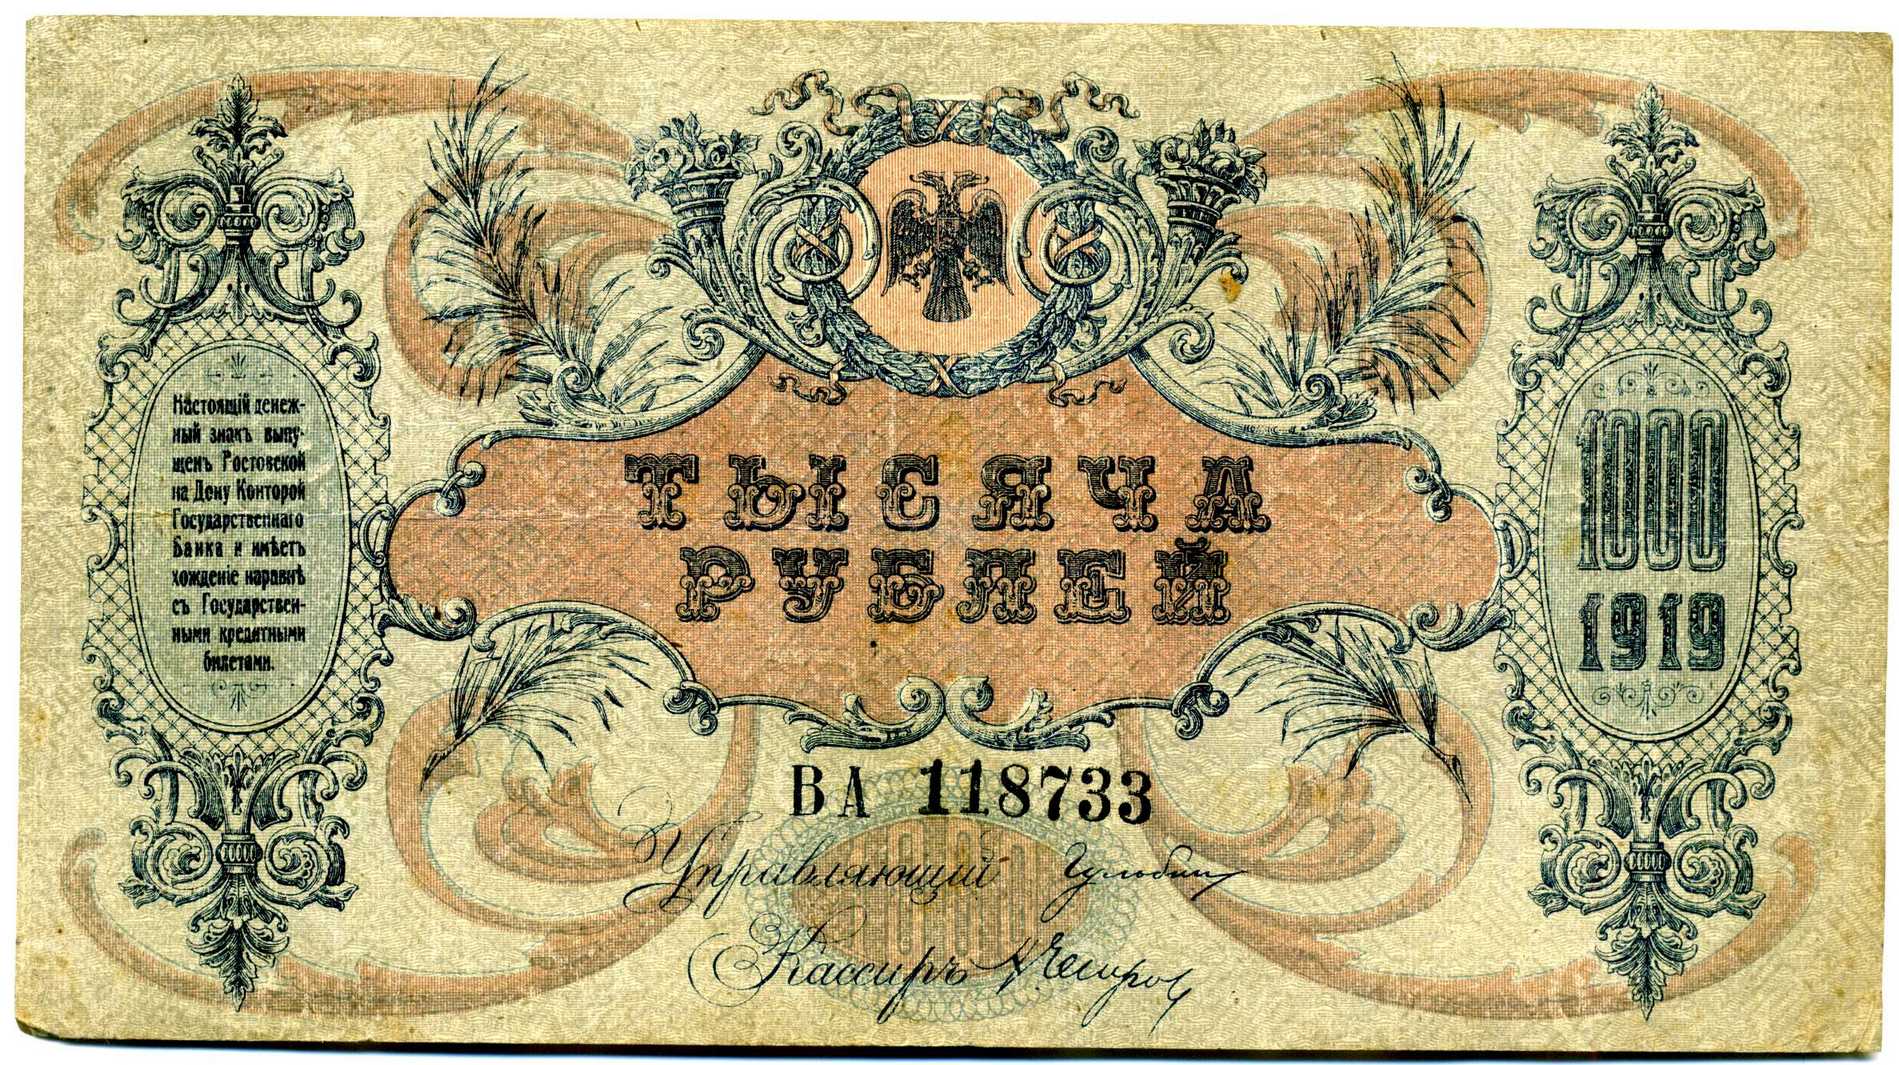 Настоящій денеж-
ный знакъ выпу-
щенъ Ростовской
на Дону Конторой
Государственнаго
Банка и имѣетъ
хожденіе наравнѣ
съ Государствен-
ными кредитными
билетами.
ТЫСЯЧА
РУБЛЕЙ
1000
1919
ВА 118733
Управляющій
Кассиръ